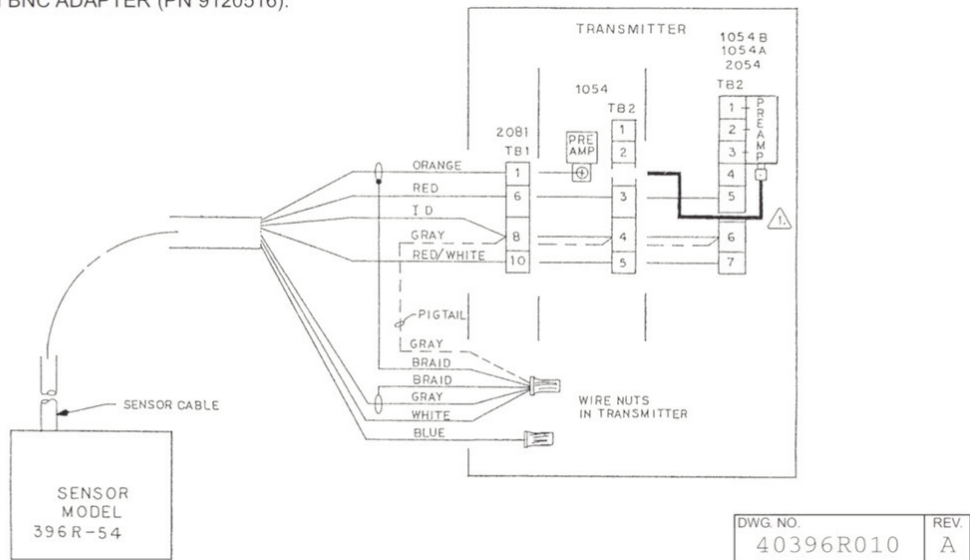 BNC ADAPTER (PN 9120516).
TRANSMITTER
1054B
1054A
2054
TB2
1
2
3
4
5
6
7
PREAMP
1.
1054
TB2
1
2
3
4
5
PRE
AMP
2081
TB1
1
6
8
10
ORANGE
RED
I D
GRAY
RED/WHITE
PIGTAIL
GRAY
BRAID
BRAID
GRAY
WHITE
BLUE
WIRE NUTS
IN TRANSMITTER
SENSOR CABLE
SENSOR
MODEL
396R-54
DWG. NO.
40396R010
REV.
A